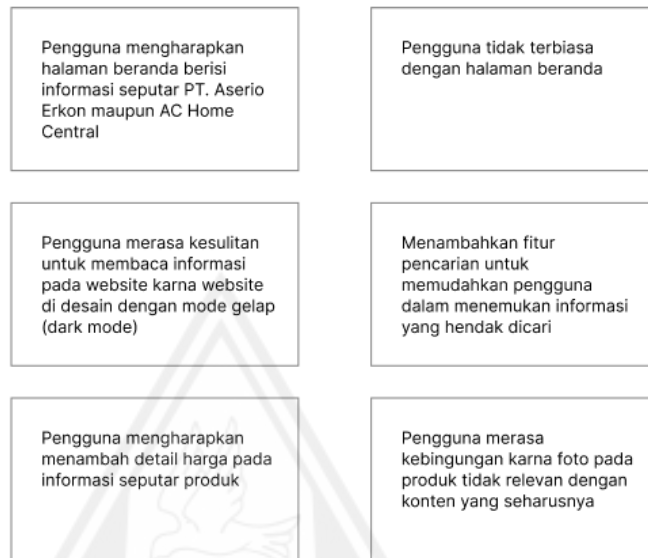 Pengguna mengharapkan
halaman beranda berisi
informasi seputar PT. Aserio
Erkon maupun AC Home
Central
Pengguna tidak terbiasa
dengan halaman beranda
Pengguna merasa kesulitan
untuk membaca informasi
pada website karna website
di desain dengan mode gelap
(dark mode)
Menambahkan fitur
pencarian untuk
memudahkan pengguna
dalam menemukan informasi
yang hendak dicari
Pengguna mengharapkan
menambah detail harga pada
informasi seputar produk
Pengguna merasa
kebingungan karna foto pada
produk tidak relevan dengan
konten yang seharusnya